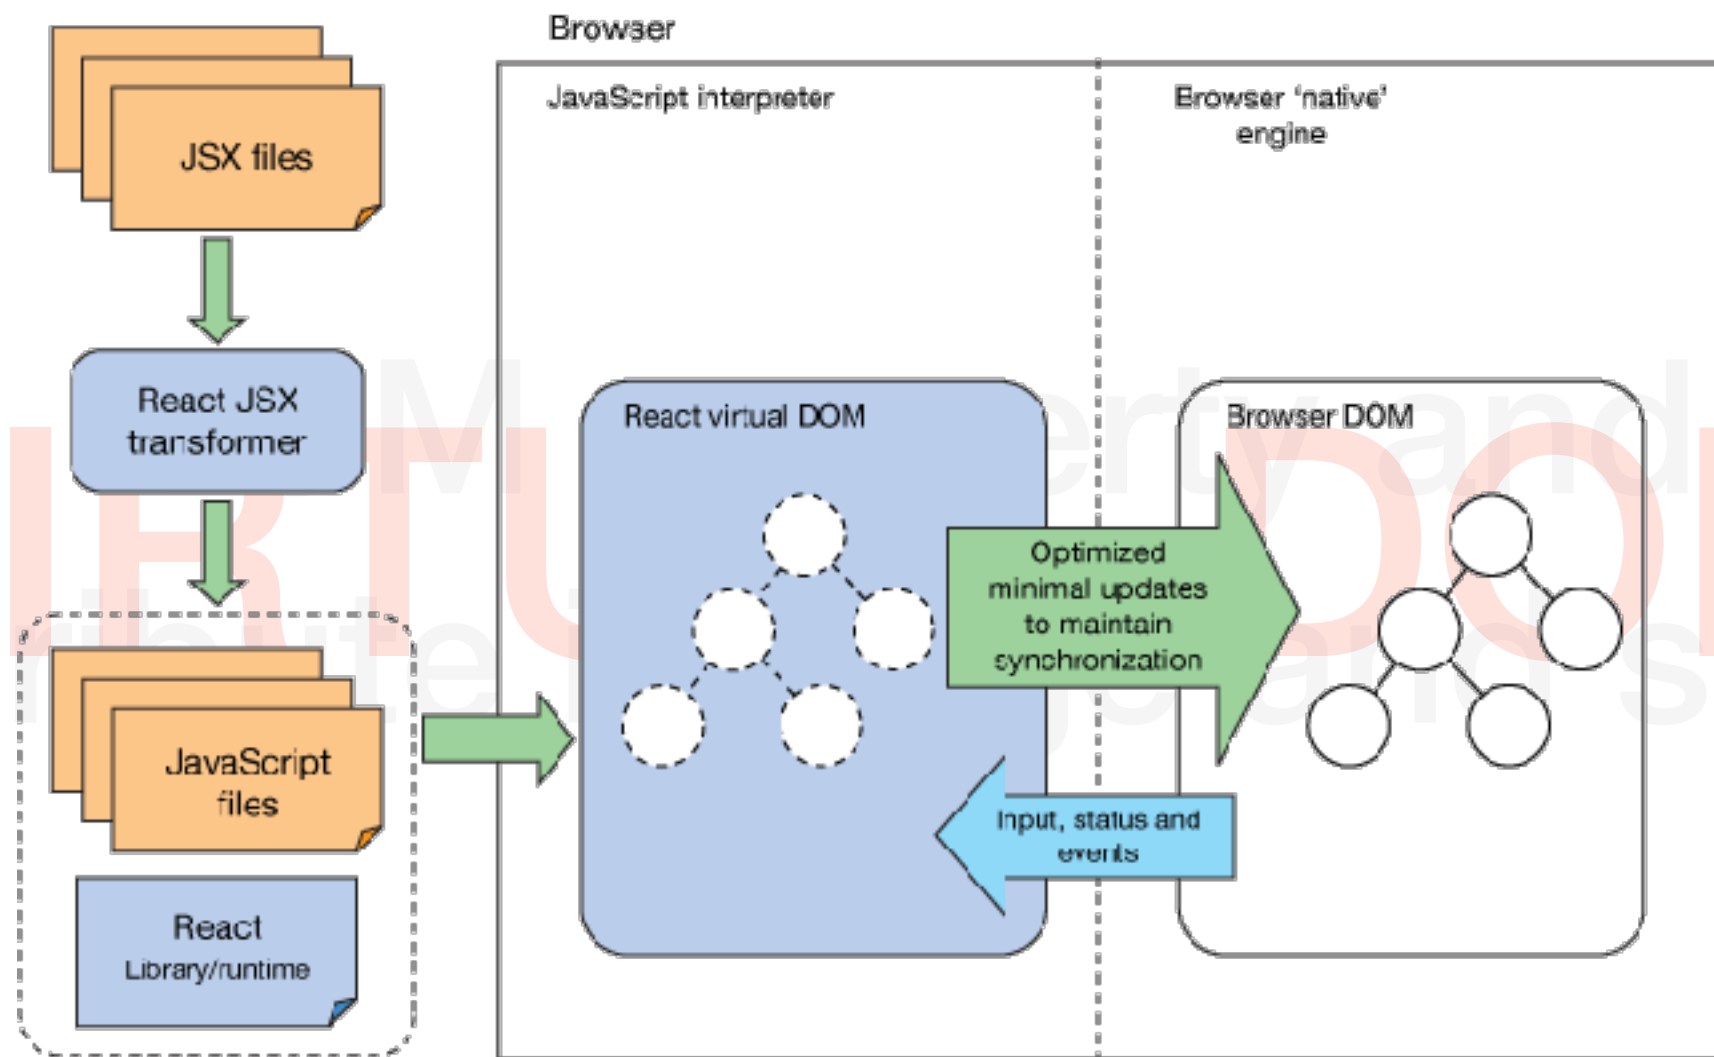 Browser
JSX files
JavaScript interpreter
Browser ‘native’
engine
React JSX
transformer
React virtual DOM
Browser DOM
Optimized
minimal updates
to maintain
synchronization
JavaScript
files
Input, status and
events
React
Library/runtime